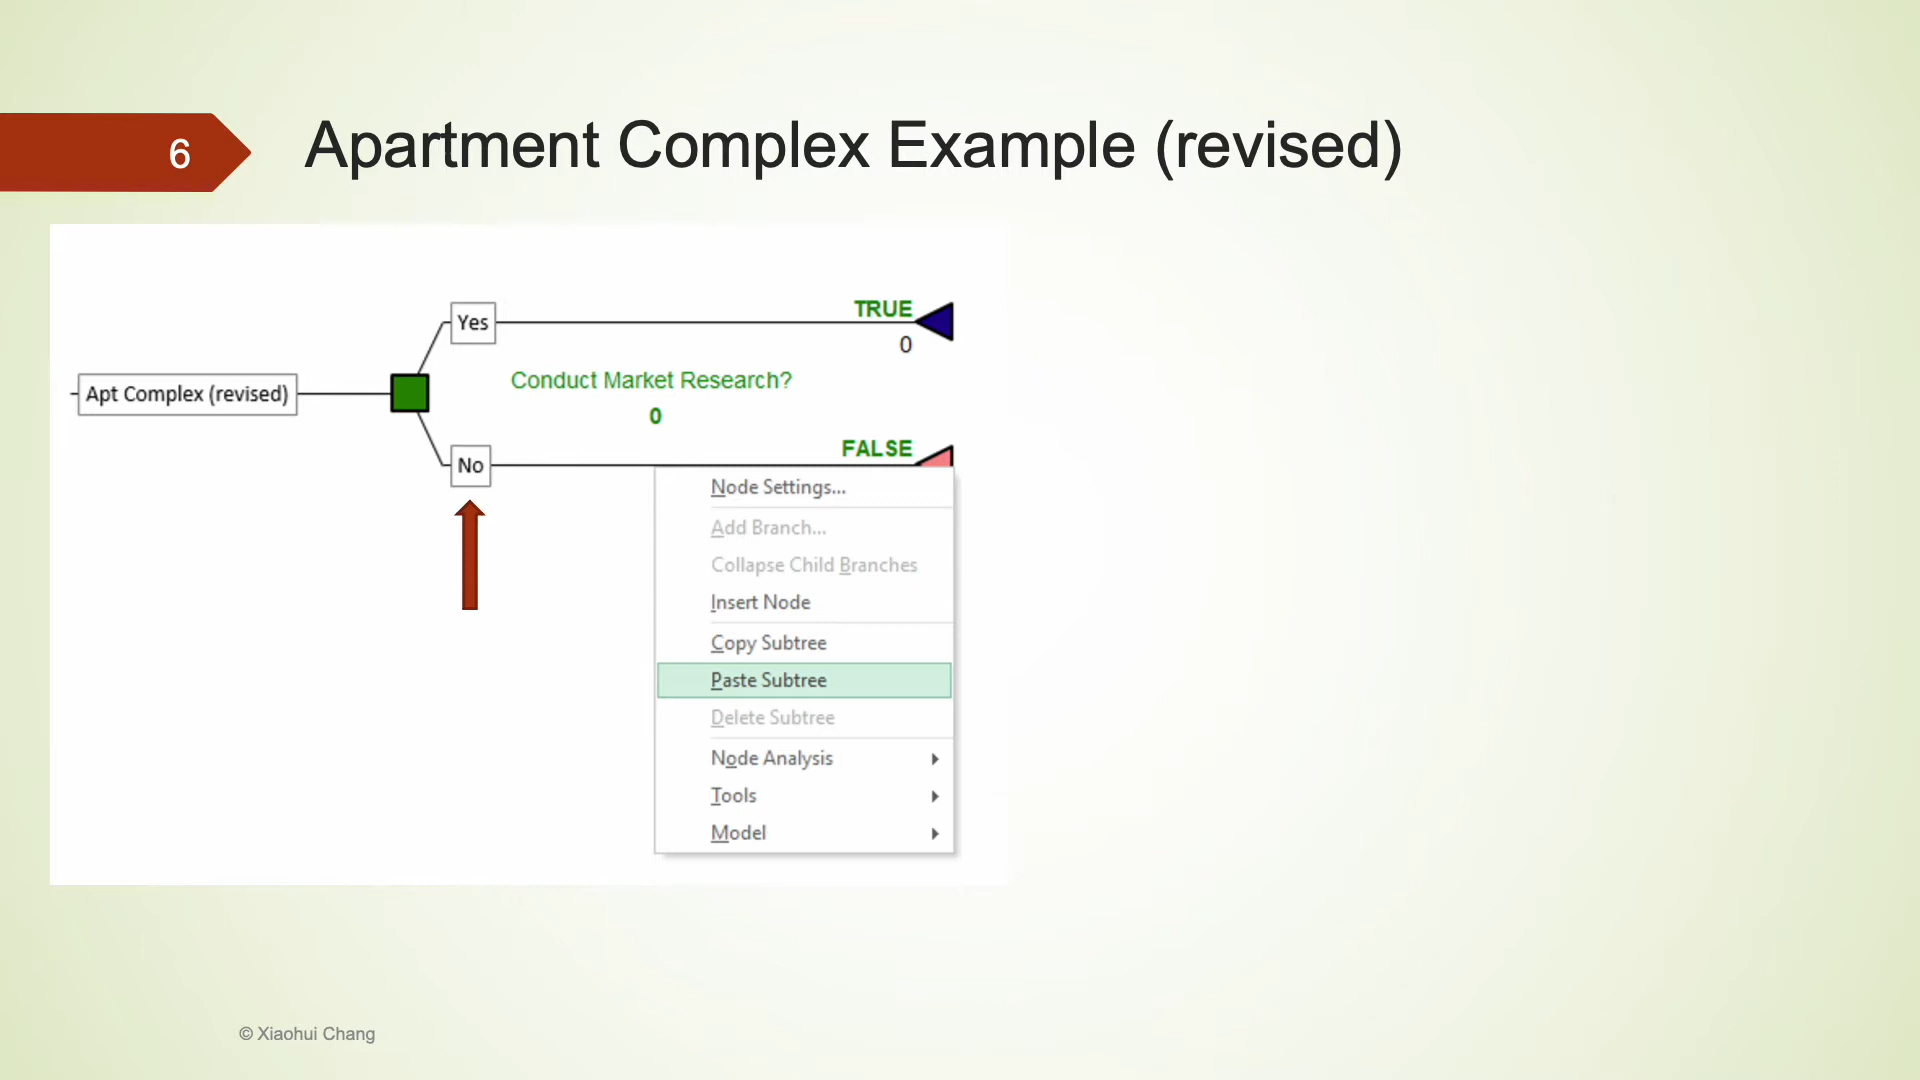 6
Apartment Complex Example (revised)
Yes
TRUE
0
Apt Complex (revised)
Conduct Market Research?
0
No
FALSE
Node Settings...
Add Branch...
Collapse Child Branches
Insert Node
Copy Subtree
Paste Subtree
Delete Subtree
Node Analysis
Tools
Model
© Xiaohui Chang